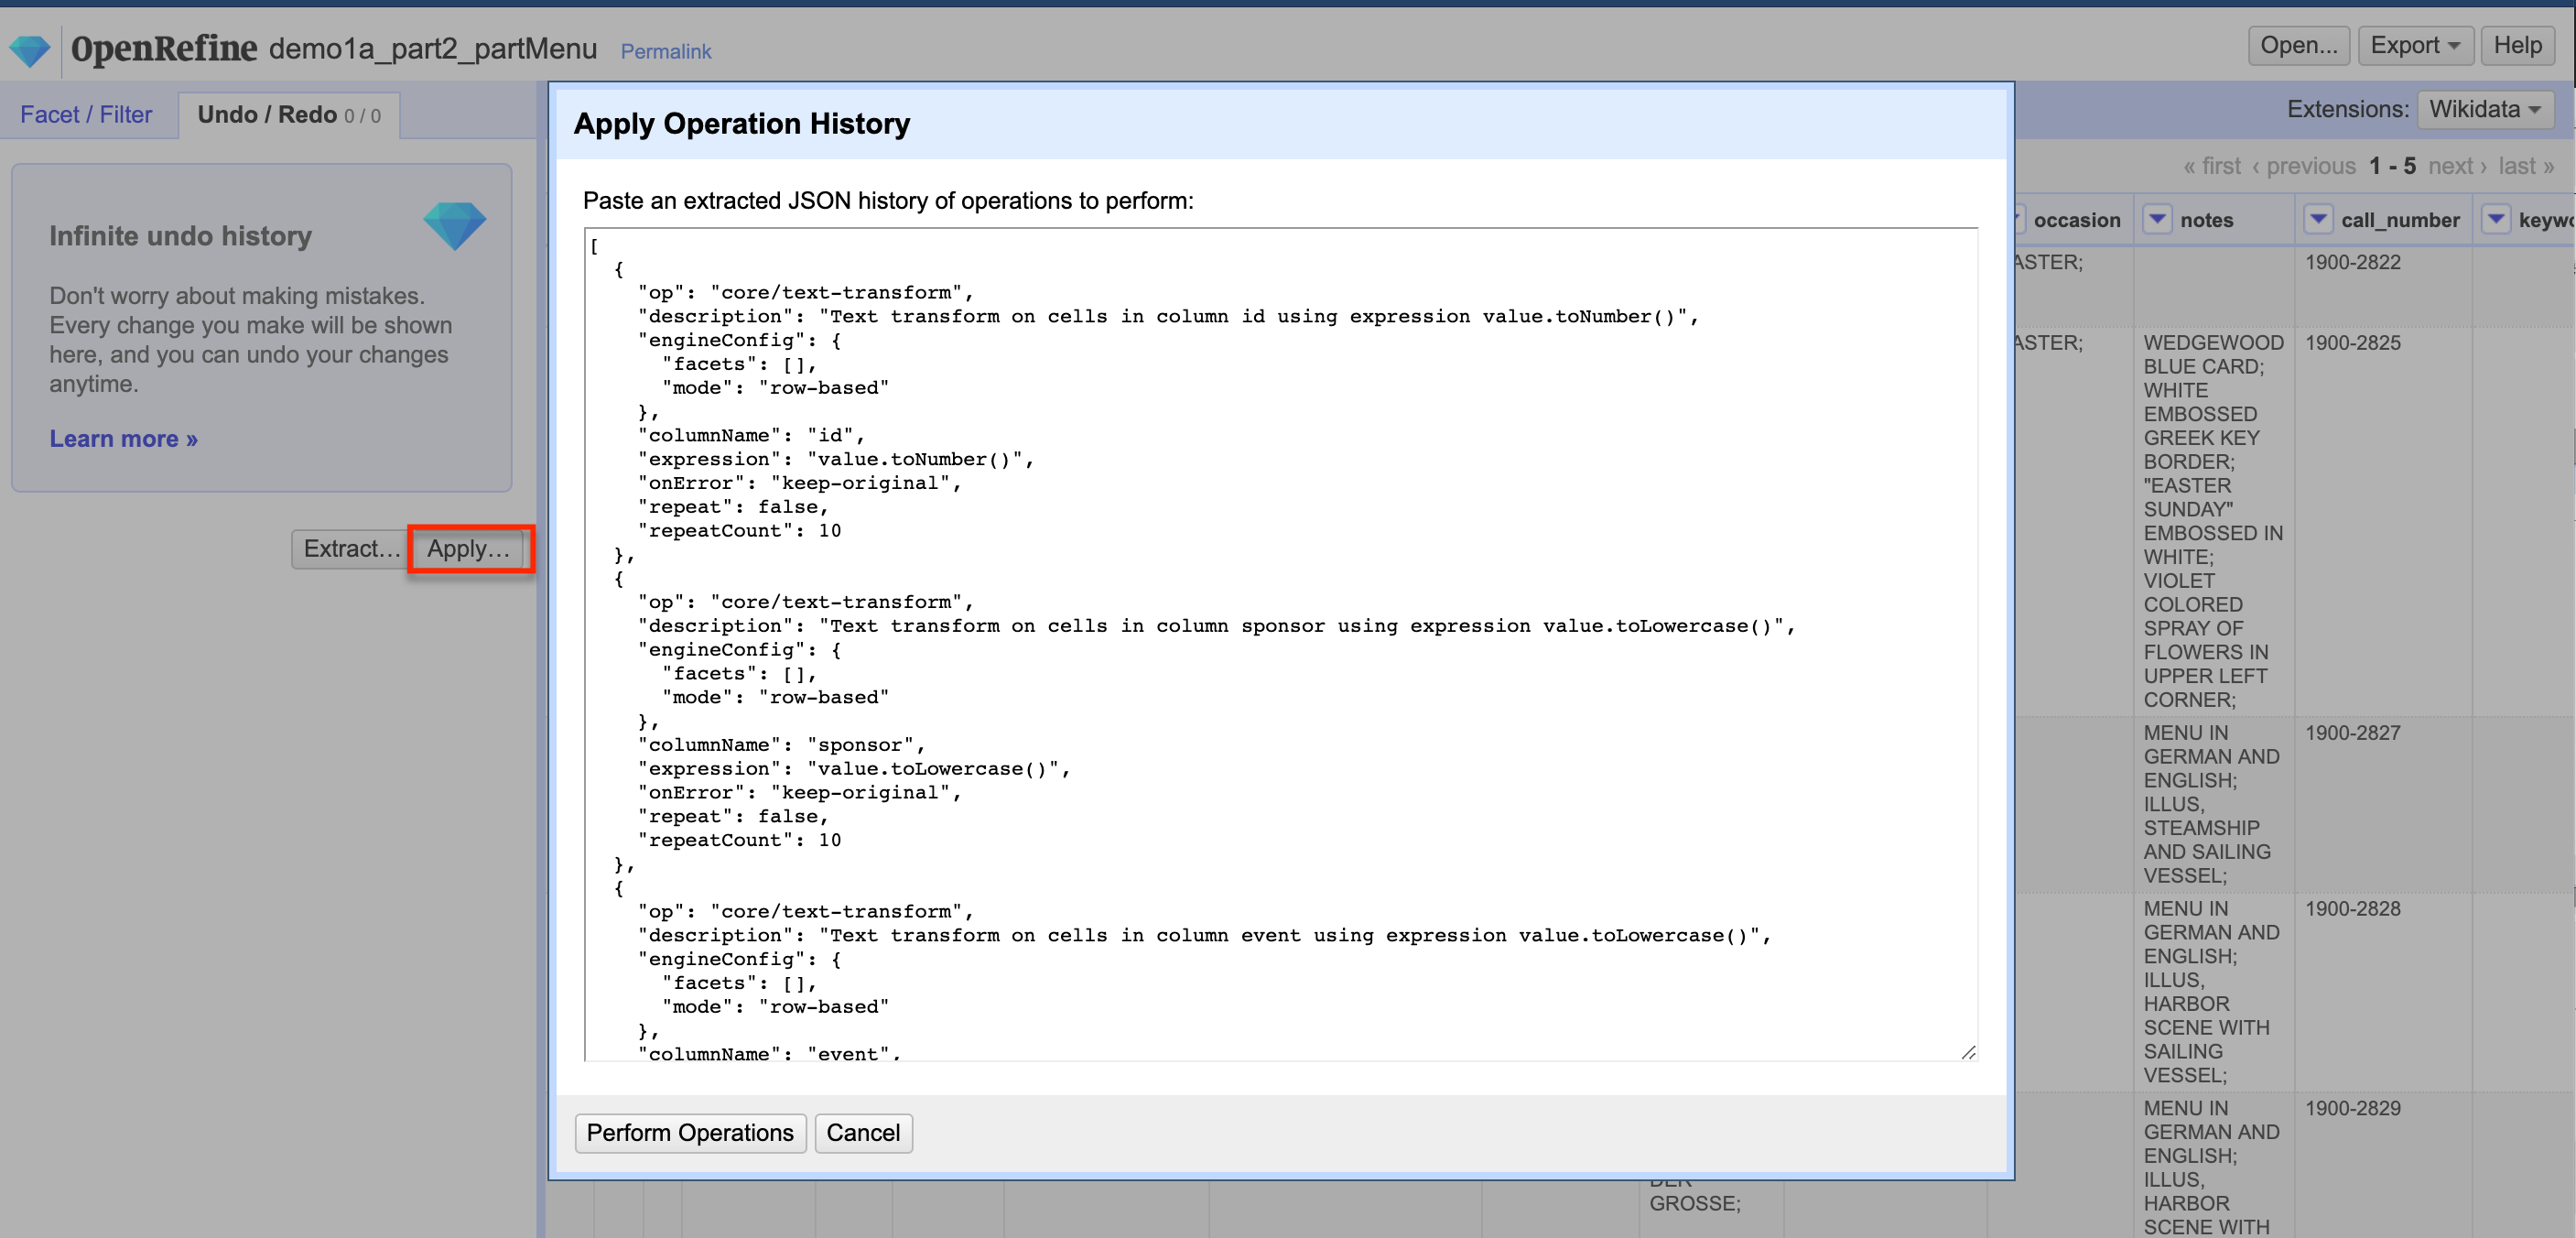 OpenRefine demo1a_part2_partMenu Permalink
Open... Export Help
Facet / Filter Undo / Redo 0 / 0
Extensions: Wikidata
Infinite undo history
Don't worry about making mistakes.
Every change you make will be shown
here, and you can undo your changes
anytime.
Learn more »
Extract... Apply...
Apply Operation History
Paste an extracted JSON history of operations to perform:
[
{
"op": "core/text-transform",
"description": "Text transform on cells in column id using expression value.toNumber()",
"engineConfig": {
"facets": [],
"mode": "row-based"
},
"columnName": "id",
"expression": "value.toNumber()",
"onError": "keep-original",
"repeat": false,
"repeatCount": 10
},
{
"op": "core/text-transform",
"description": "Text transform on cells in column sponsor using expression value.toLowercase()",
"engineConfig": {
"facets": [],
"mode": "row-based"
},
"columnName": "sponsor",
"expression": "value.toLowercase()",
"onError": "keep-original",
"repeat": false,
"repeatCount": 10
},
{
"op": "core/text-transform",
"description": "Text transform on cells in column event using expression value.toLowercase()",
"engineConfig": {
"facets": [],
"mode": "row-based"
},
"columnName": "event",
Perform Operations Cancel
« first ‹ previous 1 - 5 next › last »
occasion notes call_number
ASTER; 1900-2822
ASTER; WEDGEWOOD 1900-2825
BLUE CARD;
WHITE
EMBOSSED
GREEK KEY
BORDER;
"EASTER
SUNDAY"
EMBOSSED IN
WHITE;
VIOLET
COLORED
SPRAY OF
FLOWERS IN
UPPER LEFT
CORNER;
MENU IN 1900-2827
GERMAN AND
ENGLISH;
ILLUS,
STEAMSHIP
AND SAILING
VESSEL;
MENU IN 1900-2828
GERMAN AND
ENGLISH;
ILLUS,
HARBOR
SCENE WITH
SAILING
VESSEL;
MENU IN 1900-2829
GERMAN AND
ENGLISH;
ILLUS,
HARBOR
SCENE WITH
DER
GROSSE;